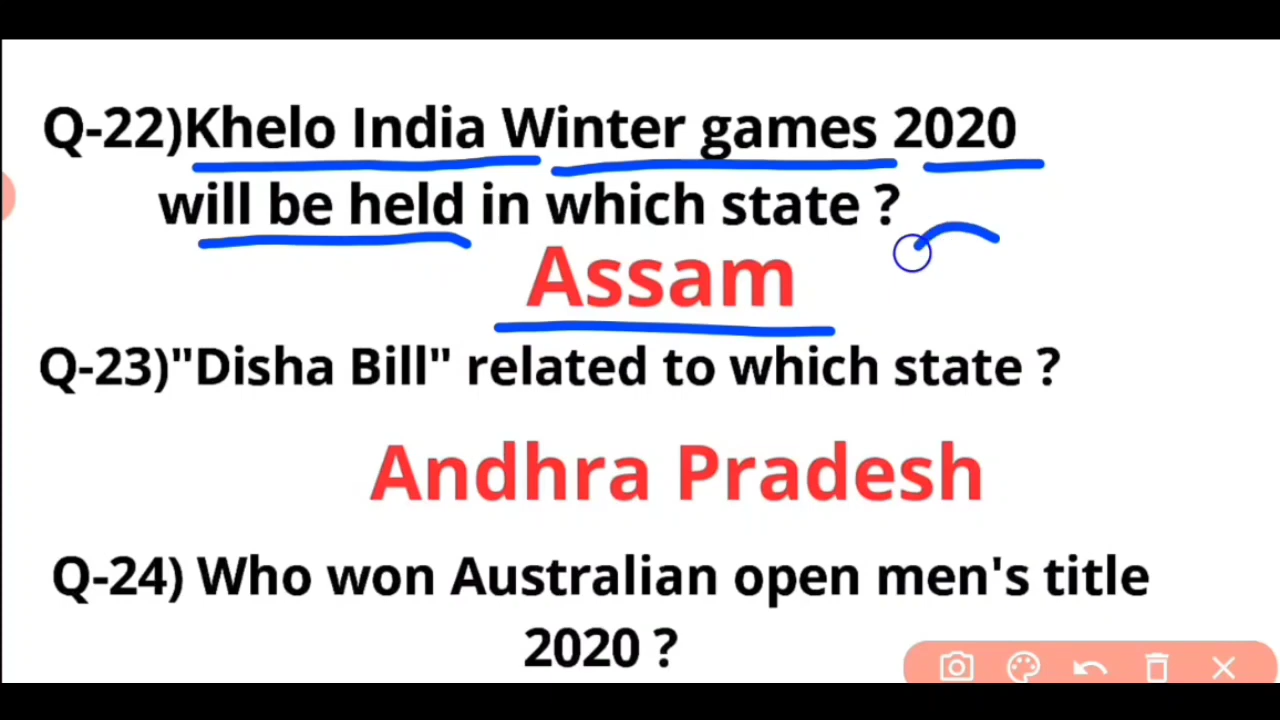 Q-22)Khelo India Winter games 2020
will be held in which state ?
Assam
Q-23)"Disha Bill" related to which state ?
Andhra Pradesh
Q-24) Who won Australian open men's title
2020 ?